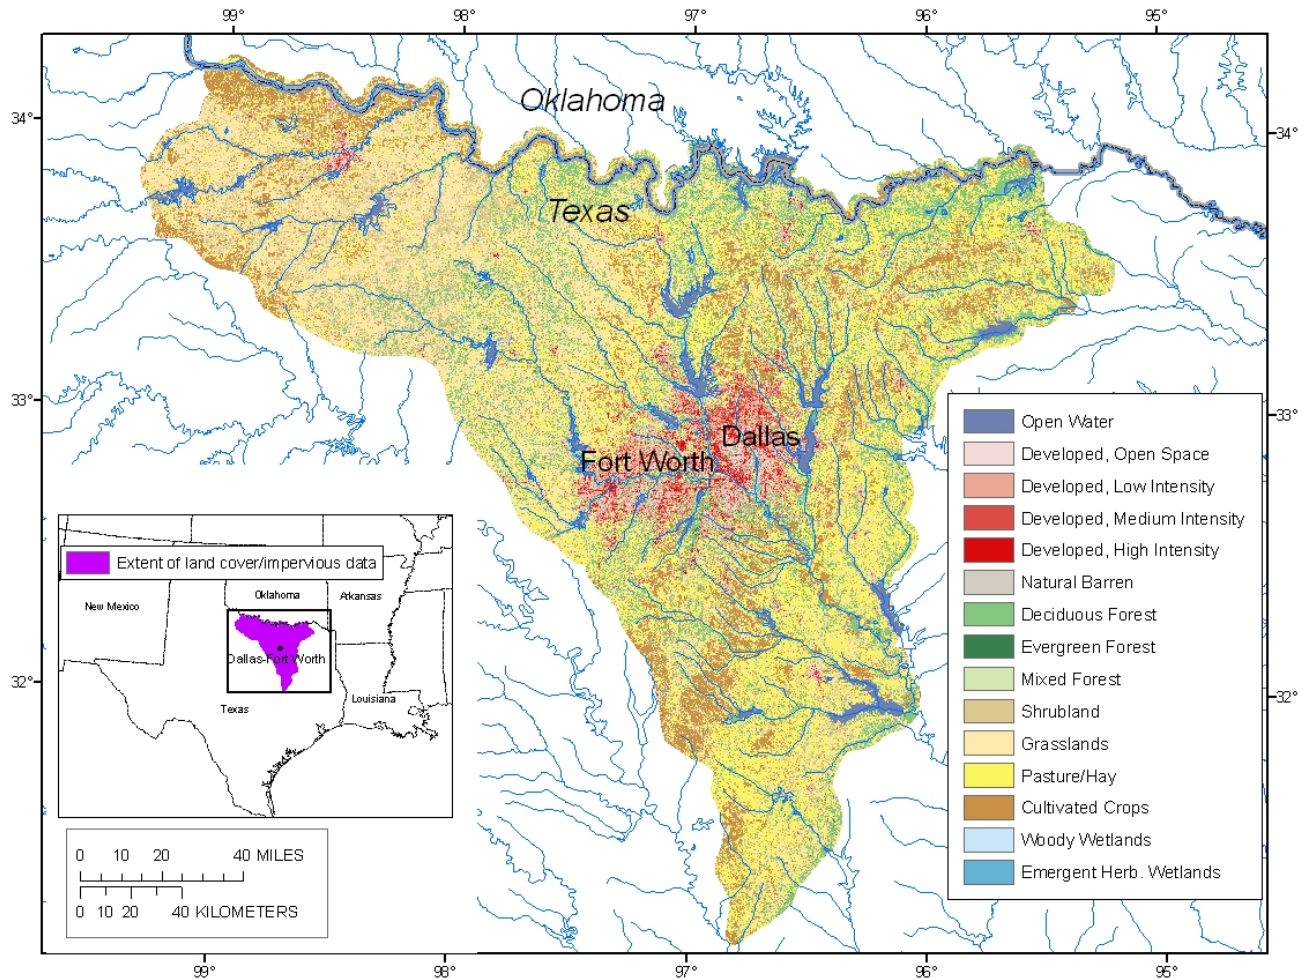 99° 98° 97° 96° 95°
34° 34°
Oklahoma
Texas
33° 33°
Dallas
Fort Worth
32° 32°
Open Water
Developed, Open Space
Developed, Low Intensity
Developed, Medium Intensity
Developed, High Intensity
Natural Barren
Deciduous Forest
Evergreen Forest
Mixed Forest
Shrubland
Grasslands
Pasture/Hay
Cultivated Crops
Woody Wetlands
Emergent Herb. Wetlands
Extent of land cover/impervious data
New Mexico
Oklahoma
Arkansas
Dallas-Fort Worth
Texas
Louisiana
0 10 20 40 MILES
0 10 20 40 KILOMETERS
99° 98° 97° 96° 95°